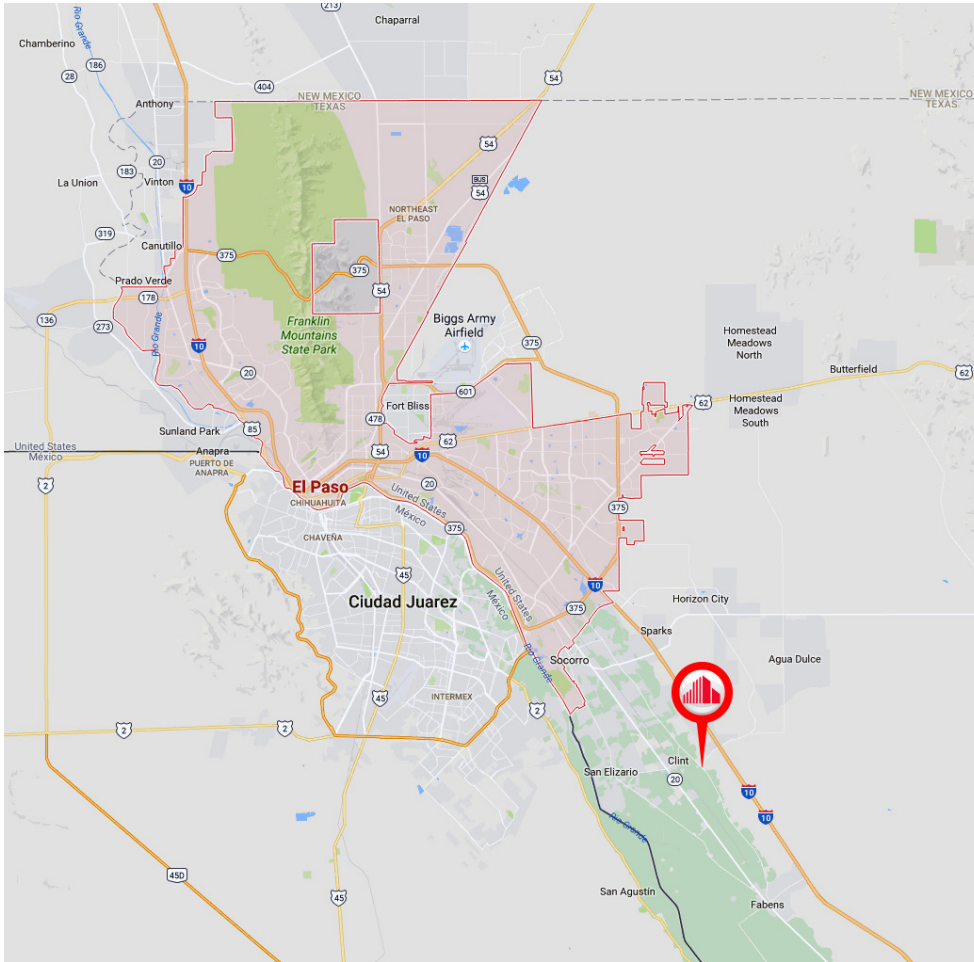 213
Chaparral
Rio Grande
Chamberino
186
28
54
404
NEW MEXICO
TEXAS
NEW MEXICO
TEXAS
Anthony
54
20
183
La Union
Vinton
10
BUS
54
NORTHEAST
EL PASO
319
Canutillo
375
375
Prado Verde
54
178
136
273
Rio Grande
Franklin
Mountains
State Park
Biggs Army
Airfield
375
10
Homestead
Meadows
North
20
Butterfield
62
601
Fort Bliss
62
Homestead
Meadows
South
478
85
Sunland Park
62
United States
México
Anapra
PUERTO DE
ANAPRA
54
10
2
El Paso
CHIHUAHUITA
20
United States
México
375
375
CHAVEÑA
45
United States
México
10
Ciudad Juarez
375
Horizon City
Sparks
Rio Grande
Socorro
Agua Dulce
INTERMEX
45
2
2
2
Clint
San Elizario
20
10
Rio Grande
10
45D
45
San Agustín
Fabens